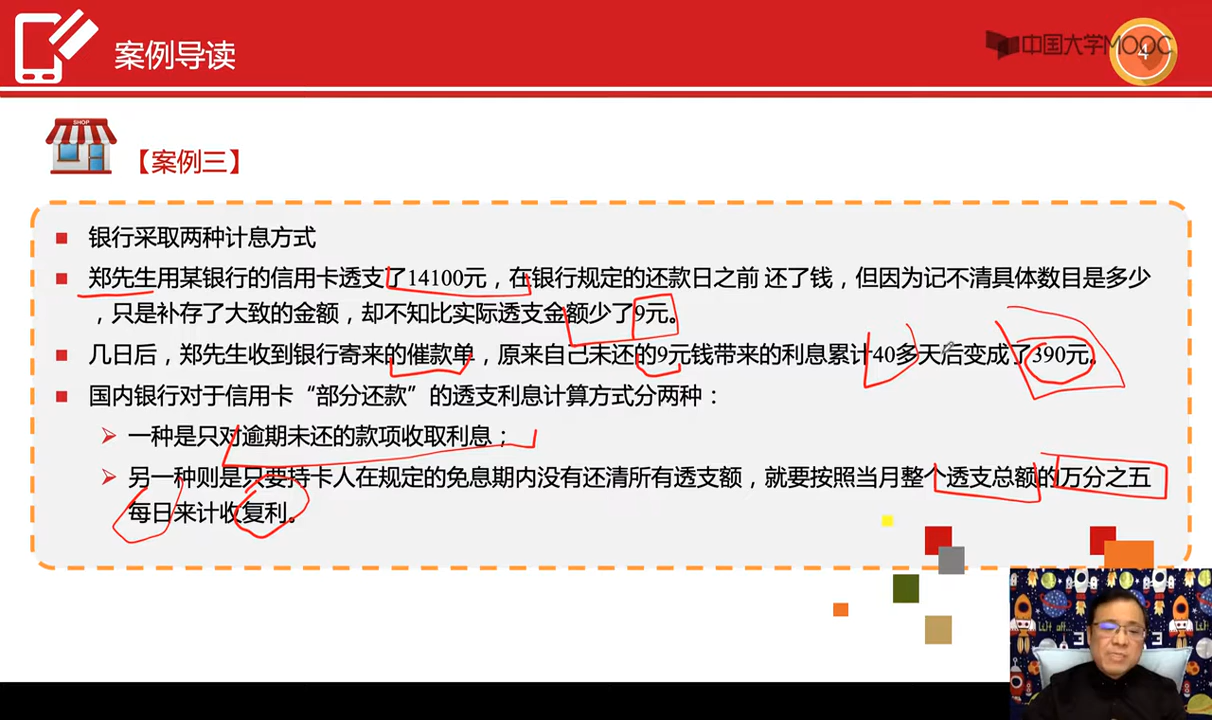 案例导读
中国大学MOOC
4
SHOP
【案例三】
银行采取两种计息方式
郑先生用某银行的信用卡透支了14100元，在银行规定的还款日之前 还了钱，但因为记不清具体数目是多少
，只是补存了大致的金额，却不知比实际透支金额少了9元。
几日后，郑先生收到银行寄来的催款单，原来自己未还的9元钱带来的利息累计40多天后变成了390元。
国内银行对于信用卡“部分还款”的透支利息计算方式分两种：
一种是只对逾期未还的款项收取利息；
另一种则是只要持卡人在规定的免息期内没有还清所有透支额，就要按照当月整个透支总额的万分之五
每日来计收复利。